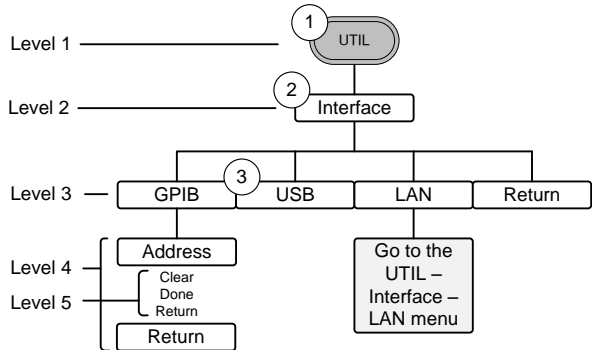 1
Level 1
UTIL
2
Level 2
Interface
3
Level 3
GPIB
USB
LAN
Return
Level 4
Address
Level 5
Clear
Done
Return
Return
Go to the
UTIL –
Interface –
LAN menu